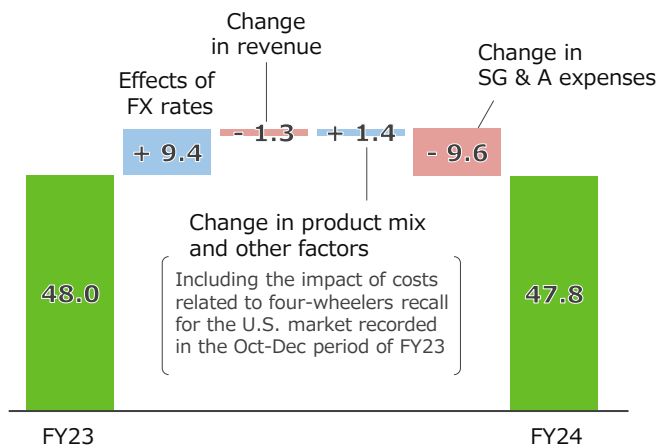 Change
in revenue
Effects of
FX rates
Change in
SG & A expenses
+ 9.4
- 1.3
+ 1.4
- 9.6
Change in product mix
and other factors
Including the impact of costs
related to four-wheelers recall
for the U.S. market recorded
in the Oct-Dec period of FY23
48.0
47.8
FY23
FY24